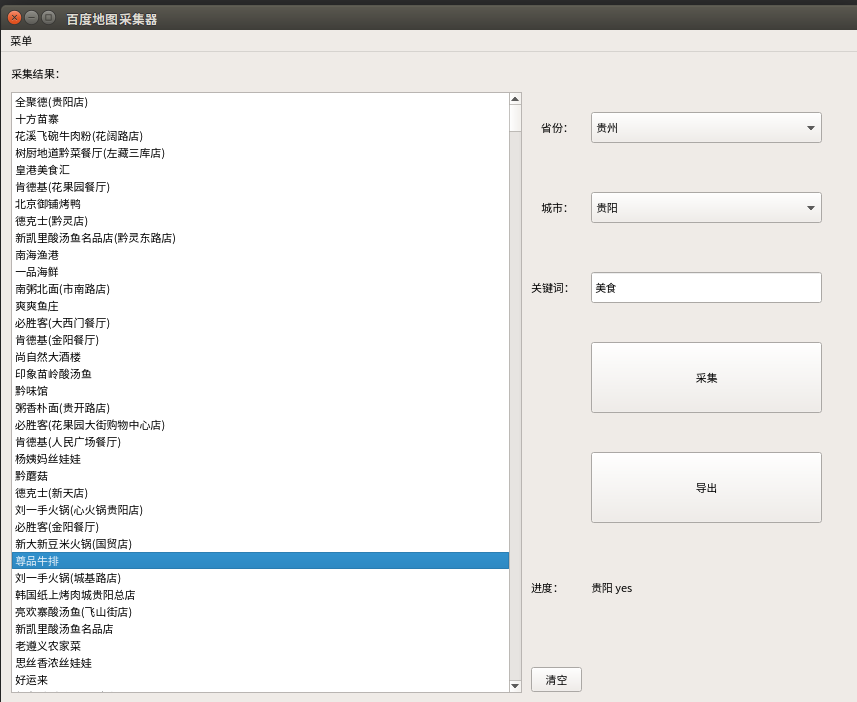 百度地图采集器
菜单
采集结果:
全聚德(贵阳店)
十方苗寨
花溪飞碗牛肉粉(花阔路店)
树厨地道黔菜餐厅(左藏三库店)
皇港美食汇
肯德基(花果园餐厅)
北京御铺烤鸭
德克士(黔灵店)
新凯里酸汤鱼名品店(黔灵东路店)
南海渔港
一品海鲜
南粥北面(市南路店)
爽爽鱼庄
必胜客(大西门餐厅)
肯德基(金阳餐厅)
尚自然大酒楼
印象苗岭酸汤鱼
黔味馆
粥香朴面(贵开路店)
必胜客(花果园大街购物中心店)
肯德基(人民广场餐厅)
杨姨妈丝娃娃
黔蘑菇
德克士(新天店)
刘一手火锅(心火锅贵阳店)
必胜客(金阳餐厅)
新大新豆米火锅(国贸店)
尊品牛排
刘一手火锅(城基路店)
韩国纸上烤肉城贵阳总店
亮欢寨酸汤鱼(飞山街店)
新凯里酸汤鱼名品店
老遵义农家菜
思丝香浓丝娃娃
好运来
省份:
贵州
城市:
贵阳
关键词:
美食
采集
导出
进度:
贵阳 yes
清空